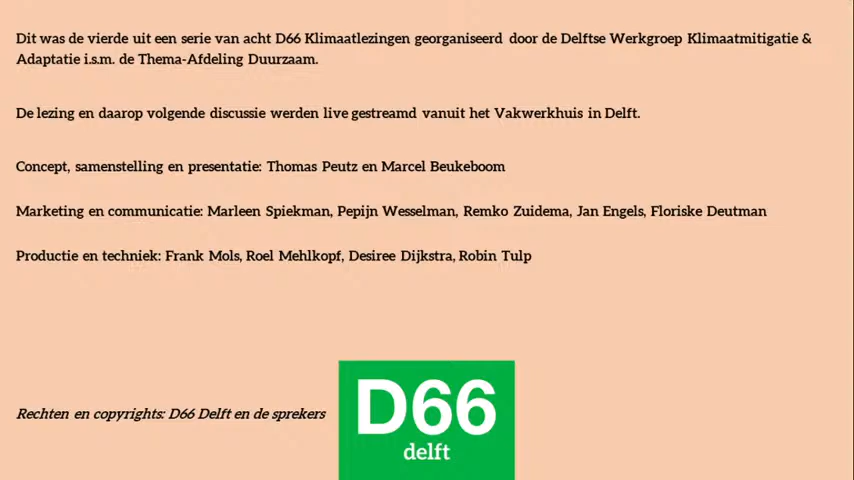 Dit was de vierde uit een serie van acht D66 Klimaatlezingen georganiseerd door de Delftse Werkgroep Klimaatmitigatie &
Adaptatie i.s.m. de Thema-Afdeling Duurzaam.
De lezing en daarop volgende discussie werden live gestreamd vanuit het Vakwerkhuis in Delft.
Concept, samenstelling en presentatie: Thomas Peutz en Marcel Beukeboom
Marketing en communicatie: Marleen Spiekman, Pepijn Wesselman, Remko Zuidema, Jan Engels, Floriske Deutman
Productie en techniek: Frank Mols, Roel Mehlkopf, Desiree Dijkstra, Robin Tulp
Rechten en copyrights: D66 Delft en de sprekers
D66
delft